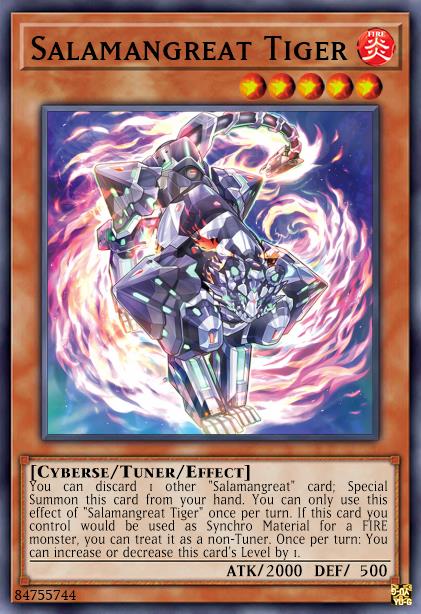 Salamangreat Tiger
FIRE
炎
[Cyberse/Tuner/Effect]
You can discard 1 other "Salamangreat" card; Special
Summon this card from your hand. You can only use this
effect of "Salamangreat Tiger" once per turn. If this card you
control would be used as Synchro Material for a FIRE
monster, you can treat it as a non-Tuner. Once per turn: You
can increase or decrease this card's Level by 1.
ATK/2000 DEF/ 500
84755744